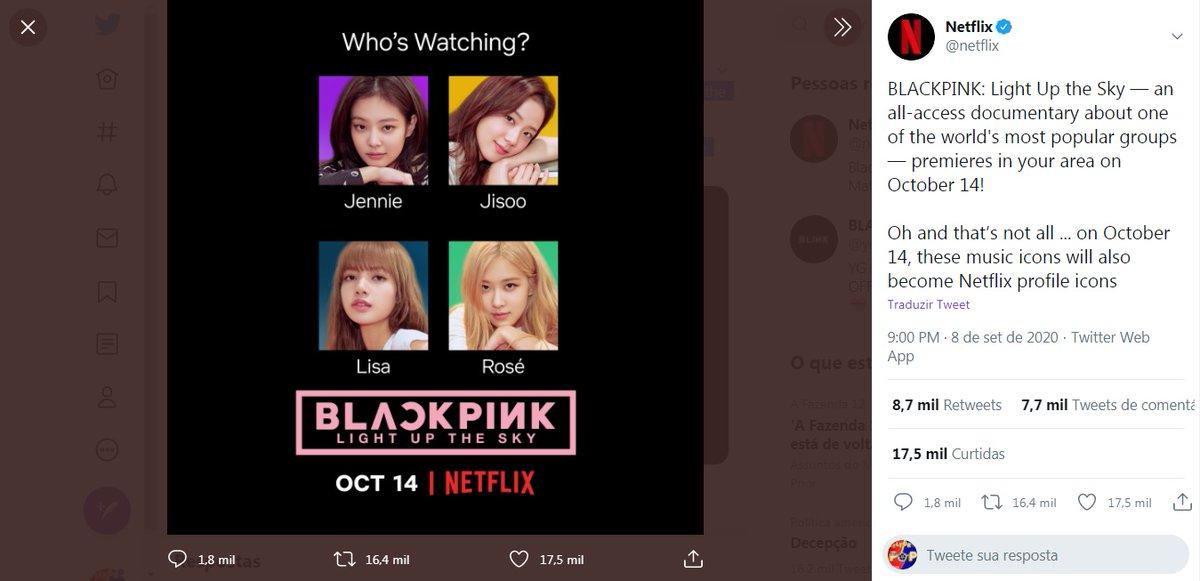 Who's Watching?
Jennie
Jisoo
Lisa
Rosé
BLACKPINK
LIGHT UP THE SKY
OCT 14 | NETFLIX
1,8 mil
16,4 mil
17,5 mil
Netflix
@netflix
BLACKPINK: Light Up the Sky — an
all-access documentary about one
of the world's most popular groups
— premieres in your area on
October 14!
Oh and that's not all ... on October
14, these music icons will also
become Netflix profile icons
Traduzir Tweet
9:00 PM · 8 de set de 2020 · Twitter Web
App
8,7 mil Retweets 7,7 mil Tweets de comentá
17,5 mil Curtidas
1,8 mil 16,4 mil 17,5 mil
Tweete sua resposta
Pessoas
O que est
A Fazenda 12
'A Fazenda
está de volt
Assuntos do M
Decepção